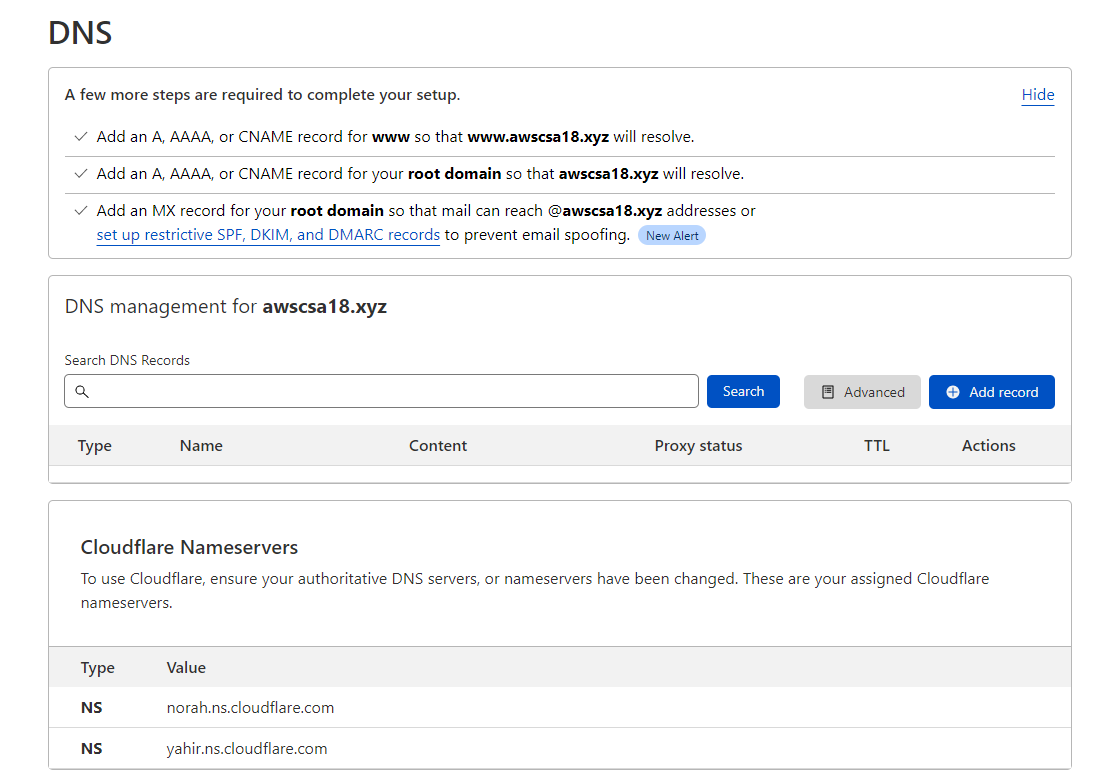 DNS
A few more steps are required to complete your setup.
Hide
Add an A, AAAA, or CNAME record for www so that www.awscsa18.xyz will resolve.
Add an A, AAAA, or CNAME record for your root domain so that awscsa18.xyz will resolve.
Add an MX record for your root domain so that mail can reach @awscsa18.xyz addresses or
set up restrictive SPF, DKIM, and DMARC records to prevent email spoofing. New Alert
DNS management for awscsa18.xyz
Search DNS Records
Search Advanced Add record
Type Name Content Proxy status TTL Actions
Cloudflare Nameservers
To use Cloudflare, ensure your authoritative DNS servers, or nameservers have been changed. These are your assigned Cloudflare
nameservers.
Type Value
NS norah.ns.cloudflare.com
NS yahir.ns.cloudflare.com